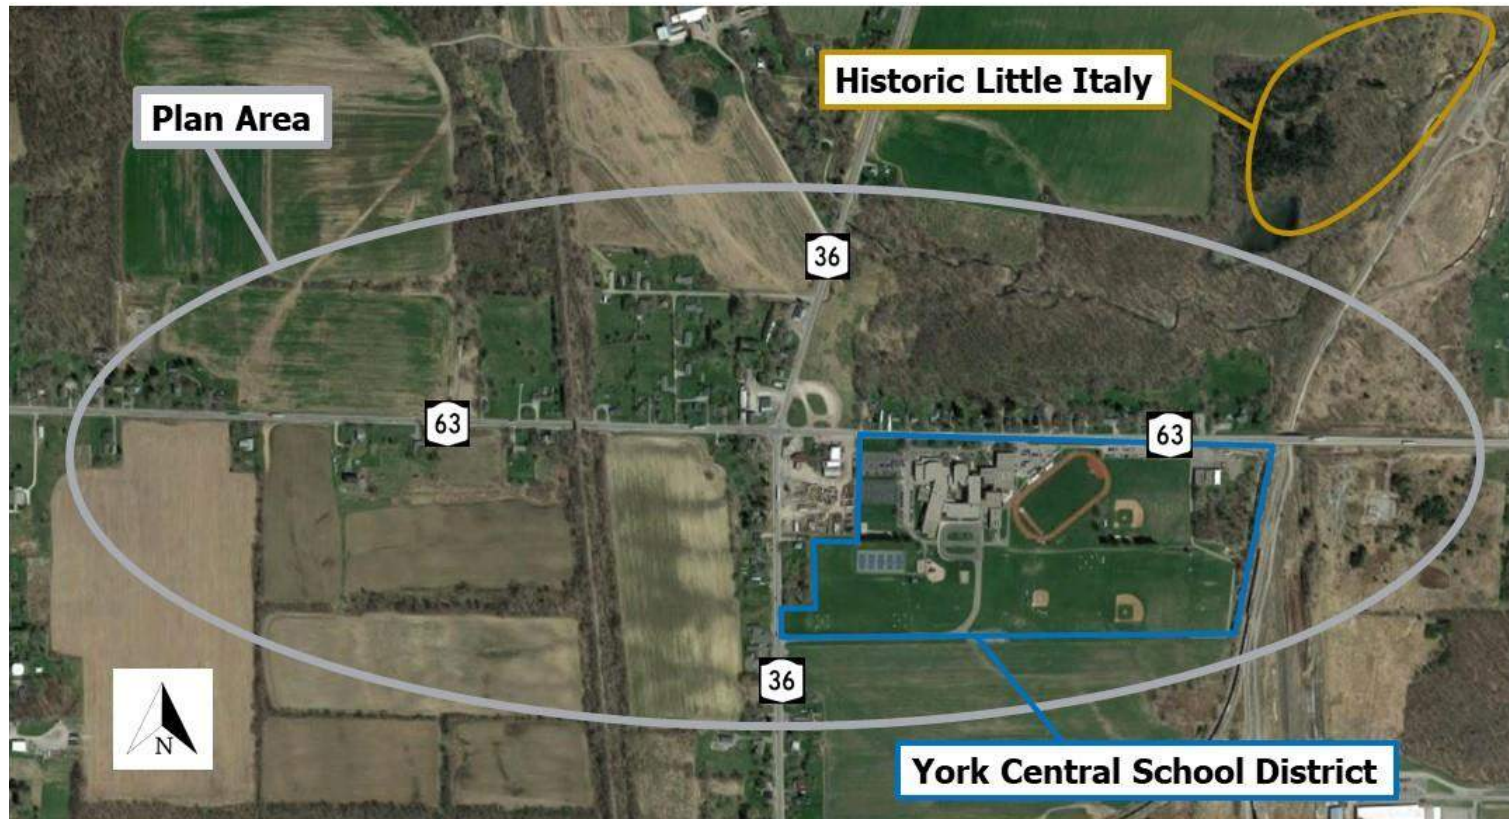 Historic Little Italy
Plan Area
36
63
63
36
N
York Central School District